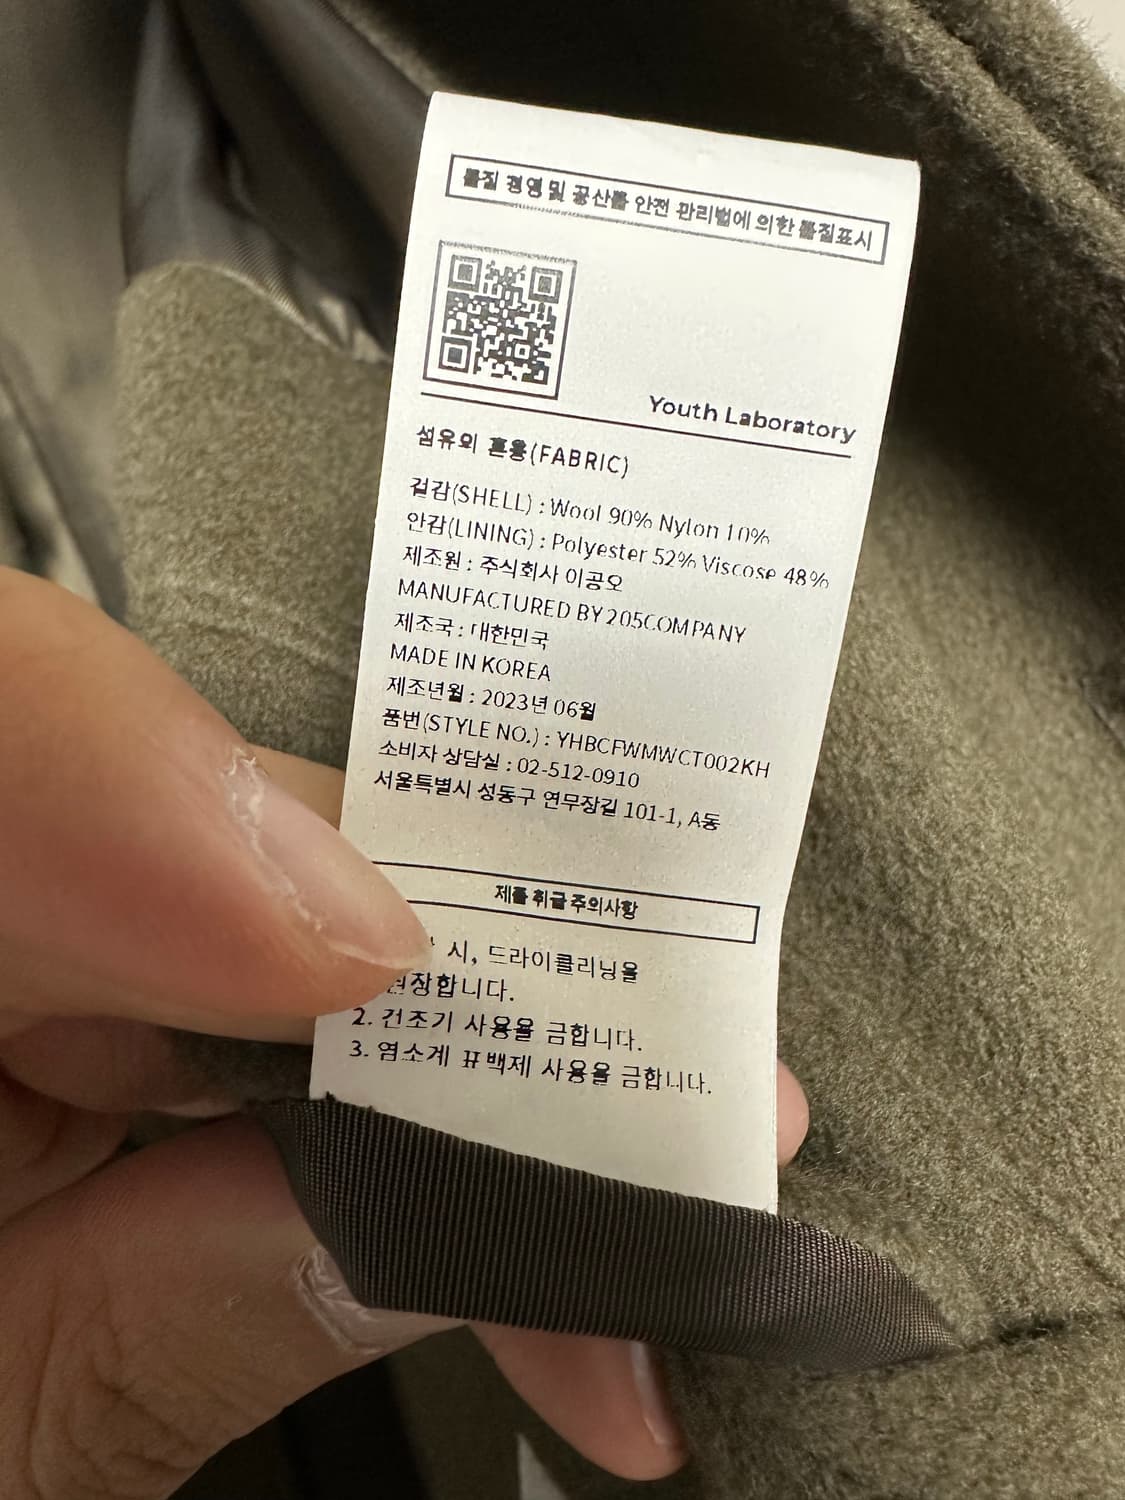 품질 경영 및 공산품 안전 관리법에 의한 품질표시
Youth Laboratory
섬유의 혼용(FABRIC)
겉감(SHELL) : Wool 90% Nylon 10%
안감(LINING) : Polyester 52% Viscose 48%
제조원 : 주식회사 이공오
MANUFACTURED BY 205COMPANY
제조국 : 대한민국
MADE IN KOREA
제조년월 : 2023년 06월
품번(STYLE NO.) : YHBCFWMWCT002KH
소비자 상담실 : 02-512-0910
서울특별시 성동구 연무장길 101-1, A동
제품 취급 주의사항
시, 드라이클리닝을
권장합니다.
2. 건조기 사용을 금합니다.
3. 염소계 표백제 사용을 금합니다.